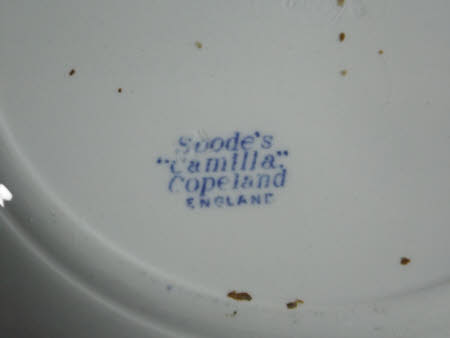 Spode's
"Camilla".
Copeland
ENGLAND